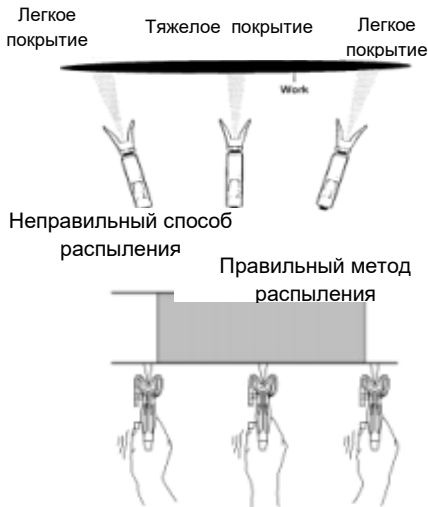 Легкое
покрытие
Тяжелое покрытие
Легкое
покрытие
Work
Неправильный способ
распыления
Правильный метод
распыления